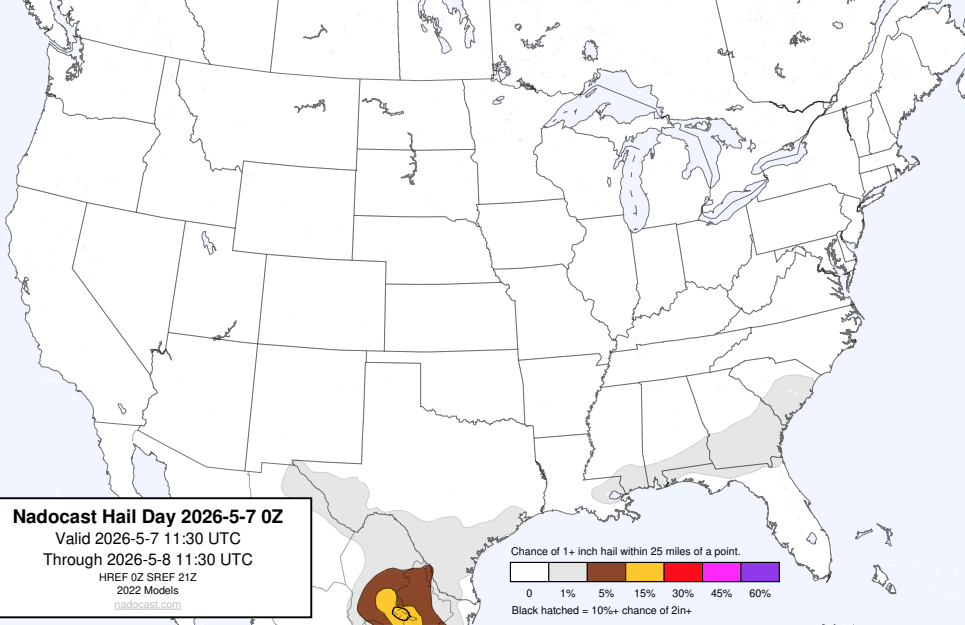 Nadocast Hail Day 2026-5-7 0Z
Valid 2026-5-7 11:30 UTC
Through 2026-5-8 11:30 UTC
HREF 0Z SREF 21Z
2022 Models
nadocast.com
Chance of 1+ inch hail within 25 miles of a point.
0 1% 5% 15% 30% 45% 60%
Black hatched = 10%+ chance of 2in+